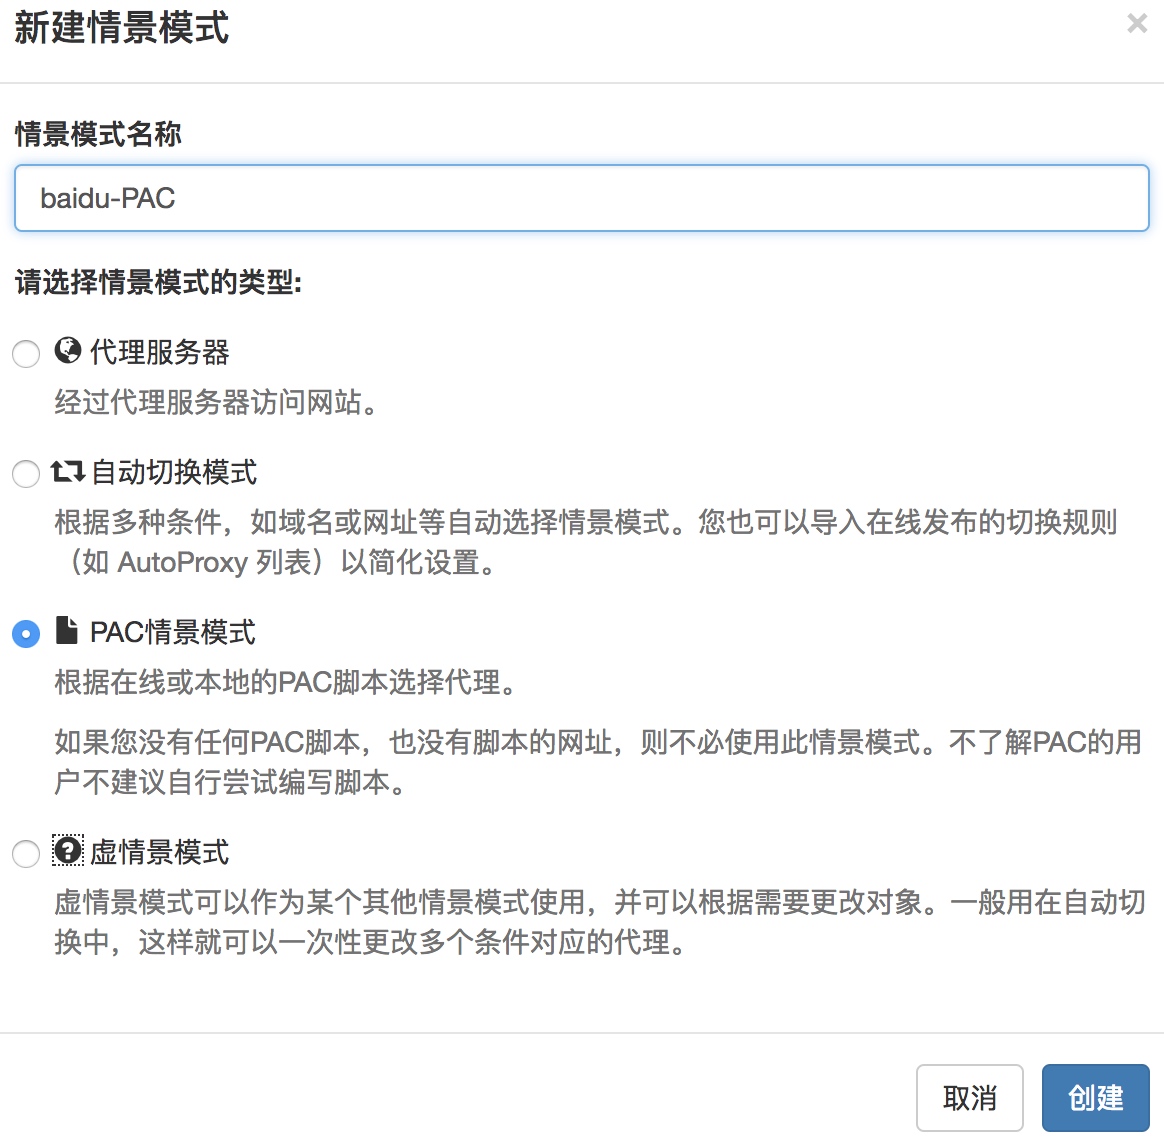 新建情景模式
×
情景模式名称
baidu-PAC
请选择情景模式的类型:
代理服务器
经过代理服务器访问网站。
自动切换模式
根据多种条件，如域名或网址等自动选择情景模式。您也可以导入在线发布的切换规则
（如 AutoProxy 列表）以简化设置。
PAC情景模式
根据在线或本地的PAC脚本选择代理。
如果您没有任何PAC脚本，也没有脚本的网址，则不必使用此情景模式。不了解PAC的用
户不建议自行尝试编写脚本。
虚情景模式
虚情景模式可以作为某个其他情景模式使用，并可以根据需要更改对象。一般用在自动切
换中，这样就可以一次性更改多个条件对应的代理。
取消
创建